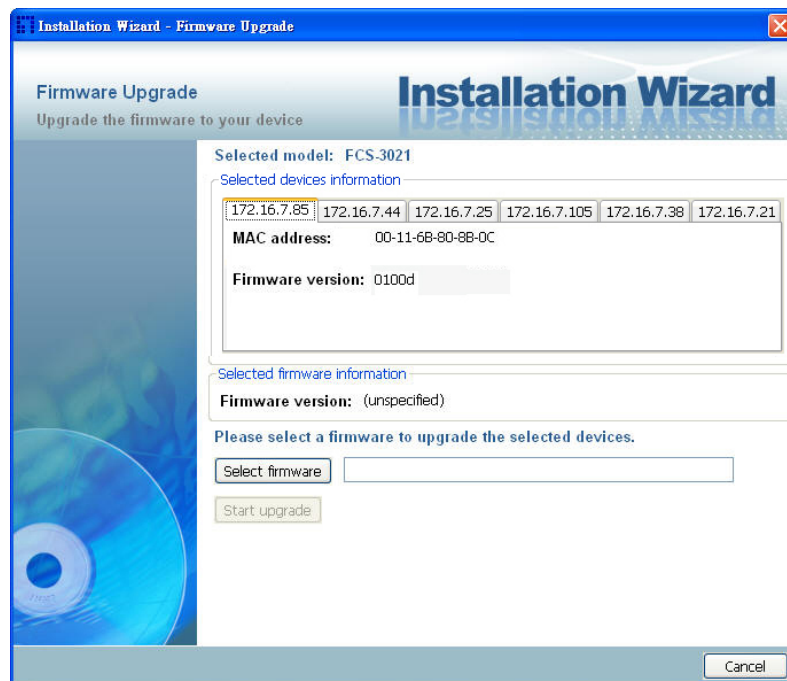 Installation Wizard - Firmware Upgrade
Firmware Upgrade
Upgrade the firmware to your device
Installation Wizard
Selected model: FCS-3021
Selected devices information
172.16.7.85 172.16.7.44 172.16.7.25 172.16.7.105 172.16.7.38 172.16.7.21
MAC address: 00-11-6B-80-8B-0C
Firmware version: 0100d
Selected firmware information
Firmware version: (unspecified)
Please select a firmware to upgrade the selected devices.
Select firmware
Start upgrade
Cancel